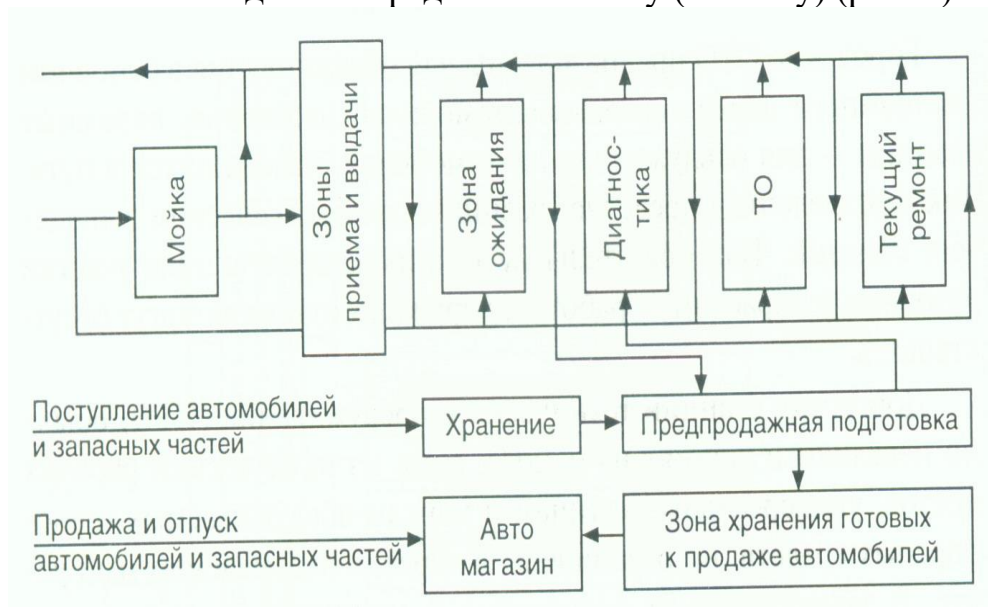 Мойка
Зоны
приема и выдачи
Зона
ожидания
Диагнос-
тика
ТО
Текущий
ремонт
Поступление автомобилей
и запасных частей
Хранение
Предпродажная подготовка
Продажа и отпуск
автомобилей и запасных частей
Авто
магазин
Зона хранения готовых
к продаже автомобилей